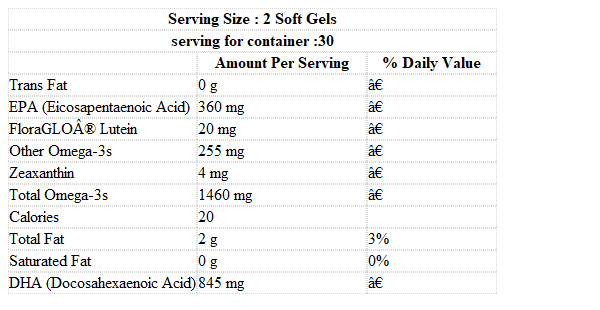 Serving Size : 2 Soft Gels
serving for container :30
Amount Per Serving % Daily Value
Trans Fat 0 g â€
EPA (Eicosapentaenoic Acid) 360 mg â€
FloraGLOÂ® Lutein 20 mg â€
Other Omega-3s 255 mg â€
Zeaxanthin 4 mg â€
Total Omega-3s 1460 mg â€
Calories 20
Total Fat 2 g 3%
Saturated Fat 0 g 0%
DHA (Docosahexaenoic Acid) 845 mg â€